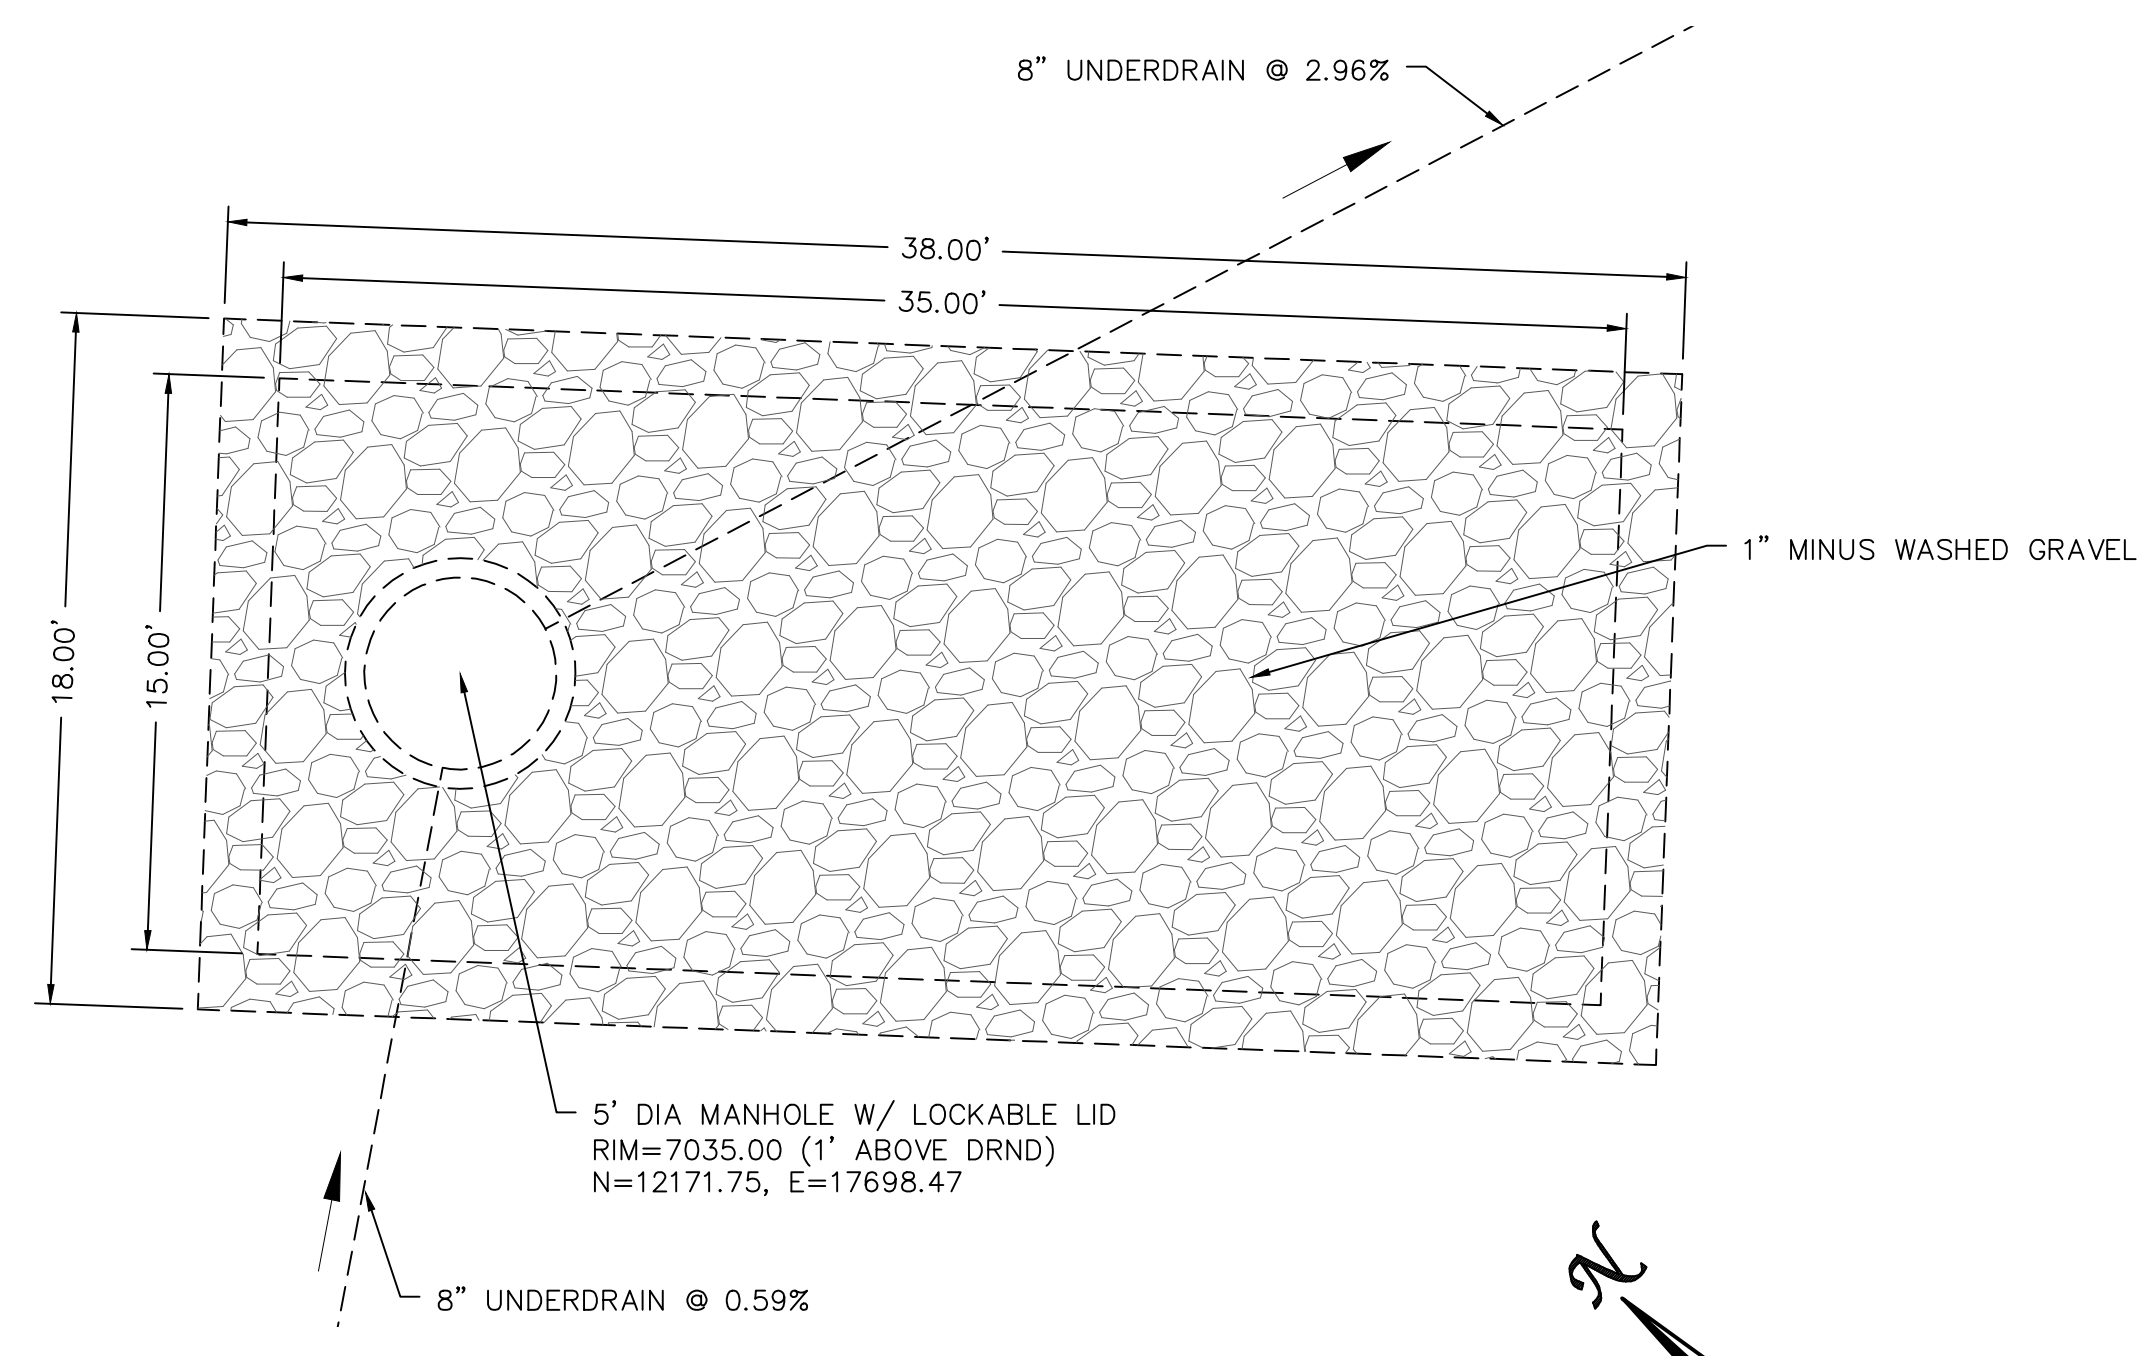 8” UNDERDRAIN @ 2.96%
38.00’
35.00’
18.00’
15.00’
1” MINUS WASHED GRAVEL
5’ DIA MANHOLE W/ LOCKABLE LID
RIM=7035.00 (1’ ABOVE DRND)
N=12171.75, E=17698.47
8” UNDERDRAIN @ 0.59%
N